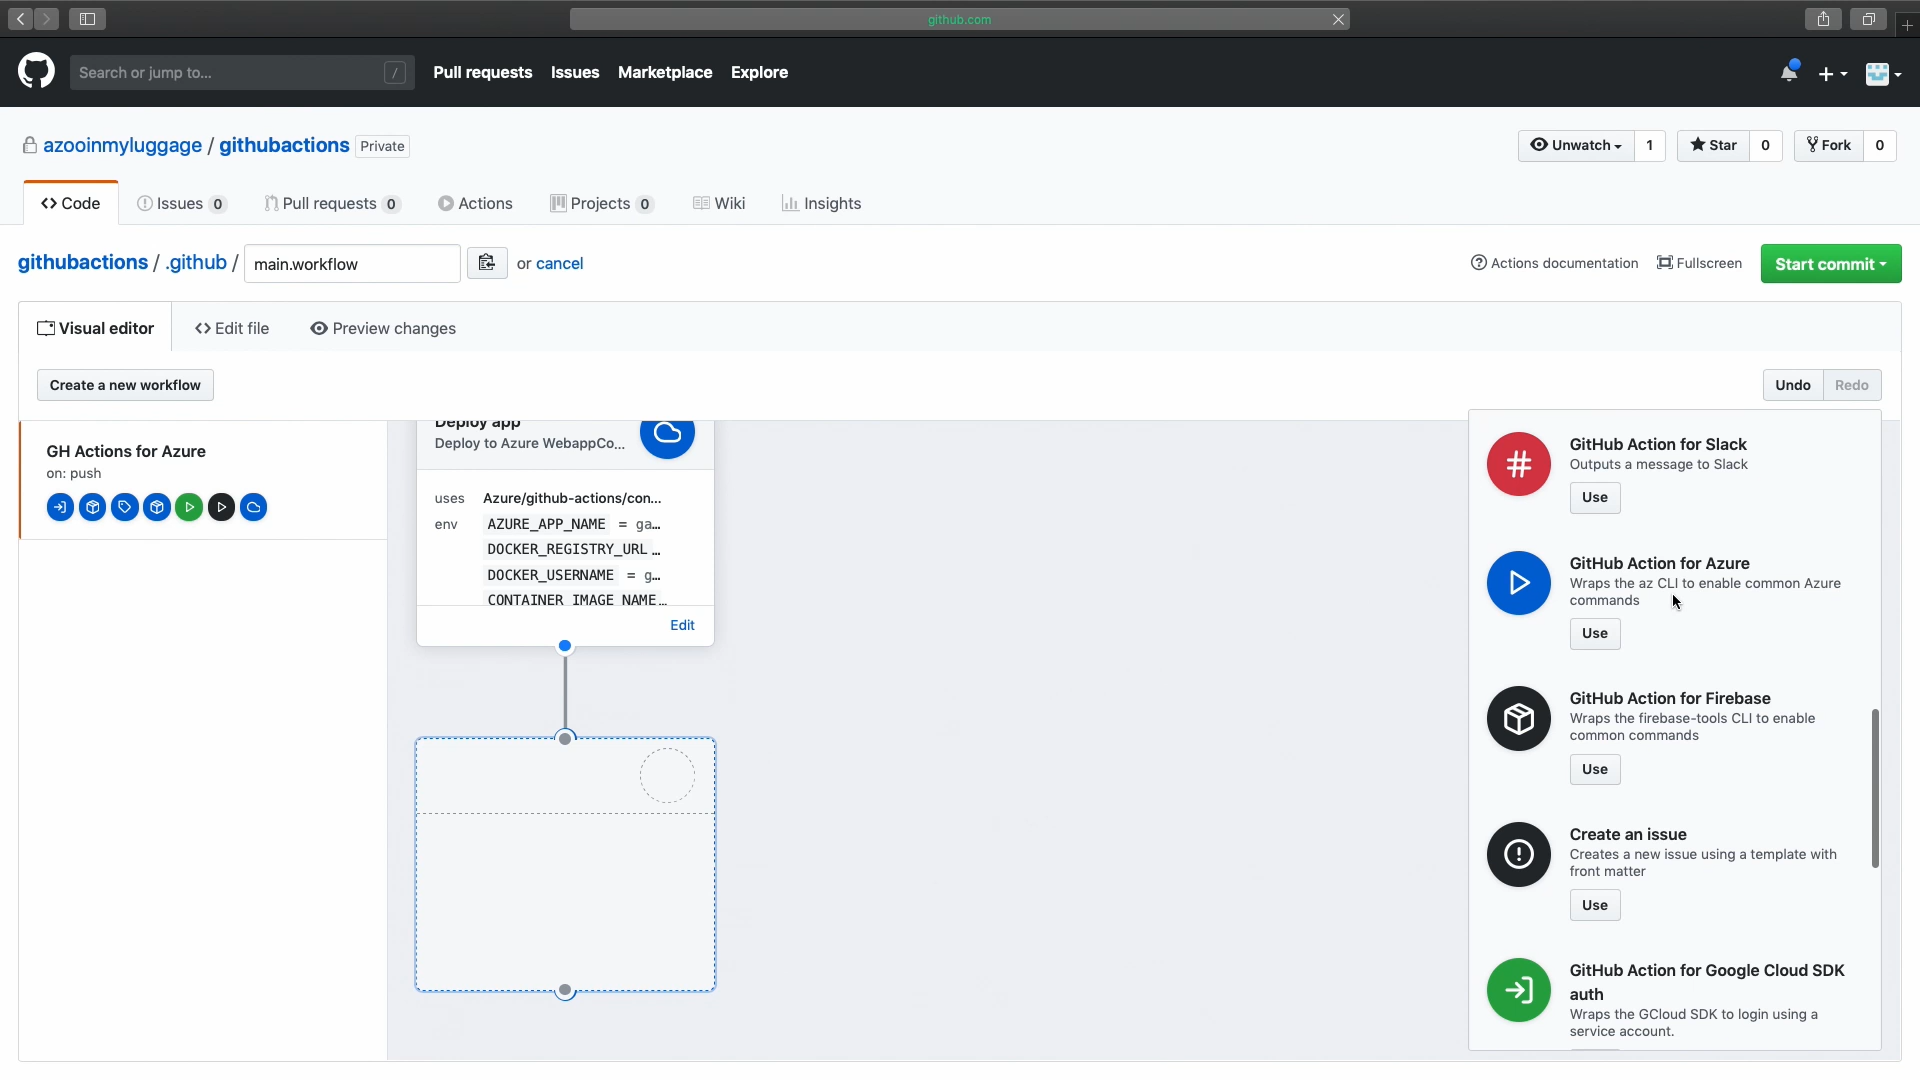 github.com
Search or jump to...
/
Pull requests Issues Marketplace Explore
azooinmyluggage / githubactions Private
Unwatch 1 Star 0 Fork 0
Code Issues 0 Pull requests 0 Actions Projects 0 Wiki Insights
githubactions / .github / main.workflow or cancel
Actions documentation Fullscreen Start commit
Visual editor Edit file Preview changes
Create a new workflow
Undo Redo
GH Actions for Azure
on: push
Deploy app
Deploy to Azure WebappCo...
uses Azure/github-actions/con...
env AZURE_APP_NAME = ga…
DOCKER_REGISTRY_URL …
DOCKER_USERNAME = g…
CONTAINER_IMAGE_NAME…
Edit
GitHub Action for Slack
Outputs a message to Slack
Use
GitHub Action for Azure
Wraps the az CLI to enable common Azure
commands
Use
GitHub Action for Firebase
Wraps the firebase-tools CLI to enable
common commands
Use
Create an issue
Creates a new issue using a template with
front matter
Use
GitHub Action for Google Cloud SDK
auth
Wraps the GCloud SDK to login using a
service account.